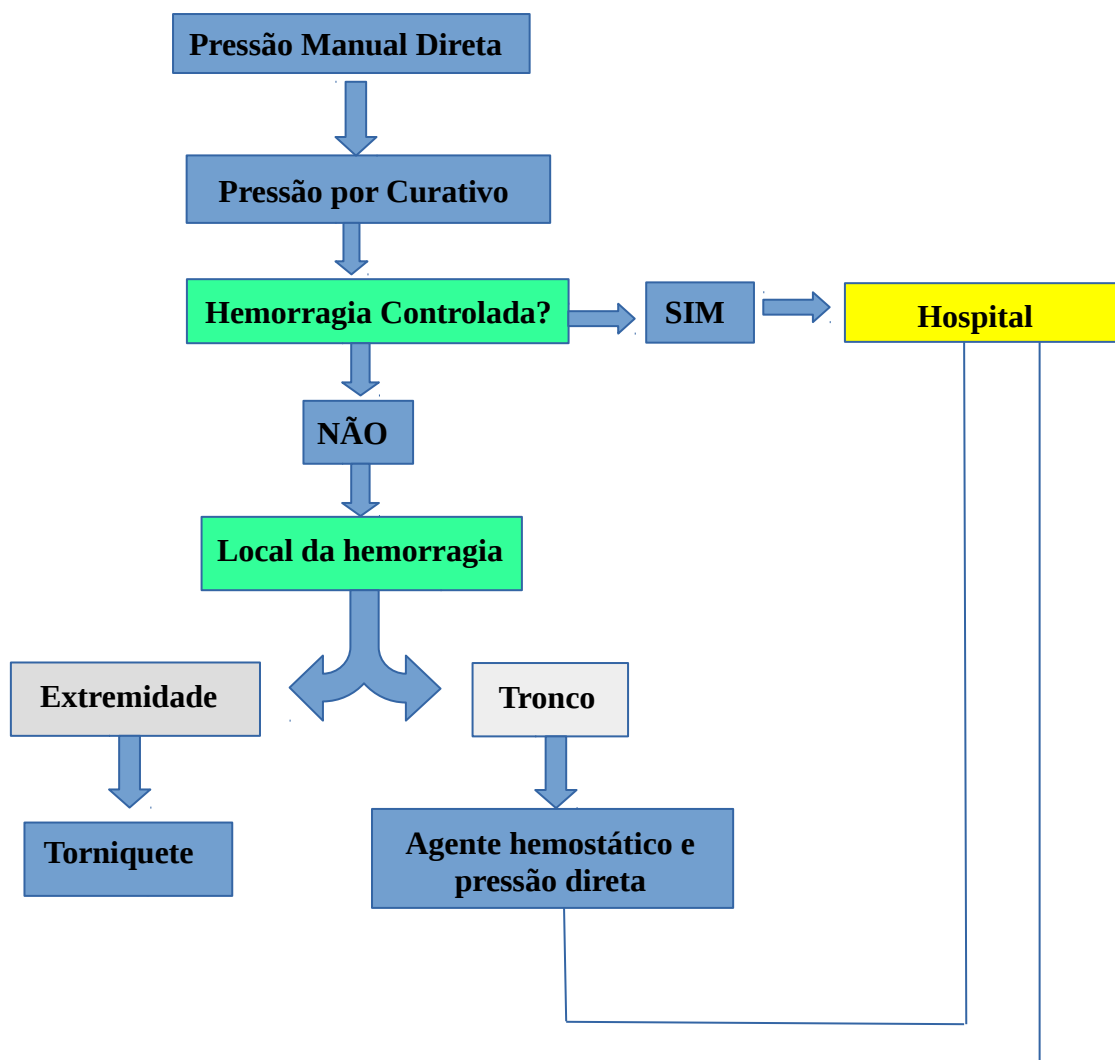 Pressão Manual Direta
Pressão por Curativo
Hemorragia Controlada?
SIM
Hospital
NÃO
Local da hemorragia
Extremidade
Tronco
Torniquete
Agente hemostático e
pressão direta